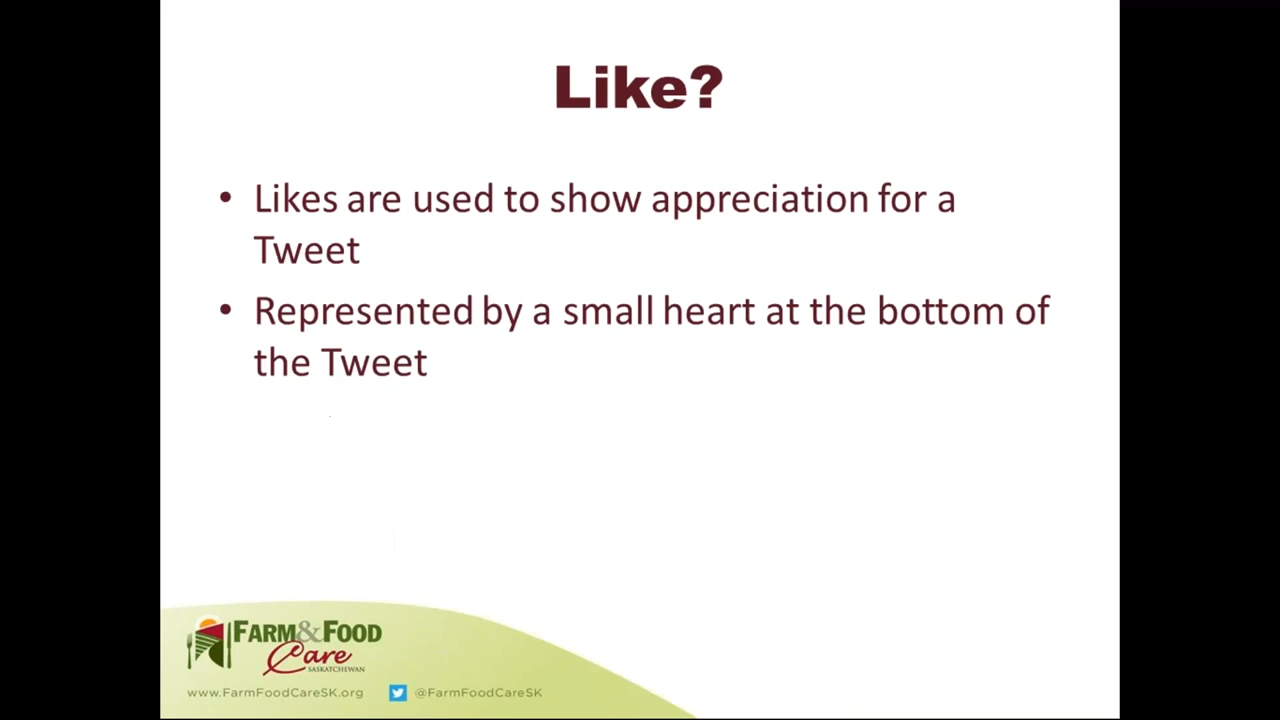 Like?
• Likes are used to show appreciation for a
Tweet
• Represented by a small heart at the bottom of
the Tweet
FARM&FOOD
Care
SASKATCHEWAN
www.FarmFoodCareSK.org @FarmFoodCareSK